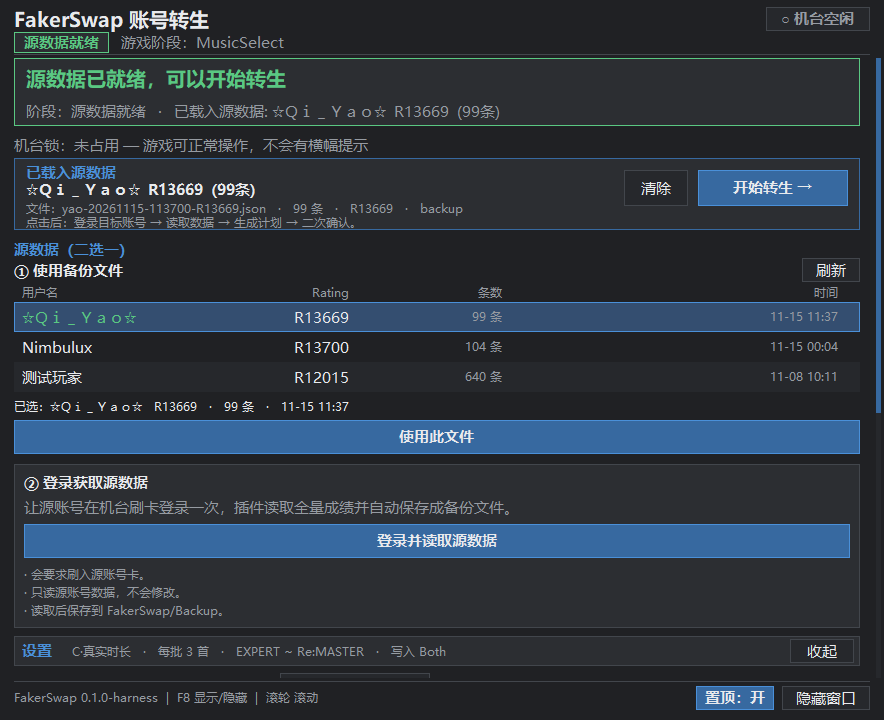 FakerSwap 账号转生
○ 机台空闲
源数据就绪 游戏阶段：MusicSelect
源数据已就绪，可以开始转生
阶段：源数据就绪 · 已载入源数据: ☆Ｑｉ＿Ｙａｏ☆ R13669 (99条)
机台锁：未占用 — 游戏可正常操作，不会有横幅提示
已载入源数据
☆Ｑｉ＿Ｙａｏ☆ R13669 (99条)
文件：yao-20261115-113700-R13669.json · 99 条 · R13669 · backup
点击后：登录目标账号 → 读取数据 → 生成计划 → 二次确认。
清除
开始转生 →
源数据（二选一）
① 使用备份文件
刷新
用户名 Rating 条数 时间
☆Ｑｉ＿Ｙａｏ☆ R13669 99 条 11-15 11:37
Nimbulux R13700 104 条 11-15 00:04
测试玩家 R12015 640 条 11-08 10:11
已选：☆Ｑｉ＿Ｙａｏ☆ R13669 · 99 条 · 11-15 11:37
使用此文件
② 登录获取源数据
让源账号在机台刷卡登录一次，插件读取全量成绩并自动保存成备份文件。
登录并读取源数据
· 会要求刷入源账号卡。
· 只读源账号数据，不会修改。
· 读取后保存到 FakerSwap/Backup。
设置 C·真实时长 · 每批 3 首 · EXPERT ~ Re:MASTER · 写入 Both
收起
FakerSwap 0.1.0-harness | F8 显示/隐藏 | 滚轮 滚动
置顶：开
隐藏窗口